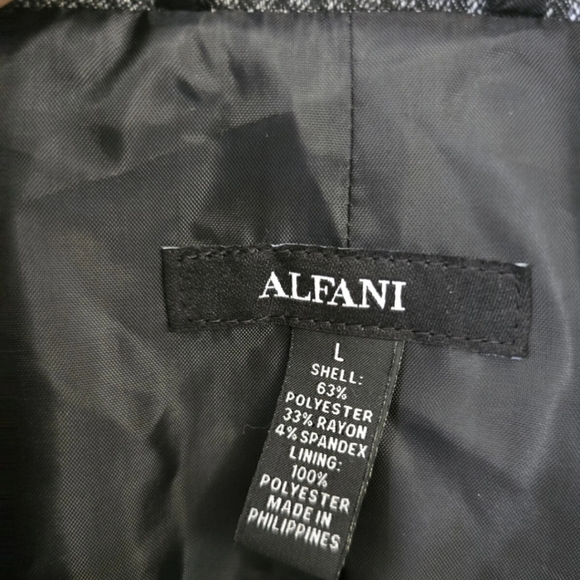 ALFANI
L
SHELL:
63%
POLYESTER
33% RAYON
4% SPANDEX
LINING:
100%
POLYESTER
MADE IN
PHILIPPINES